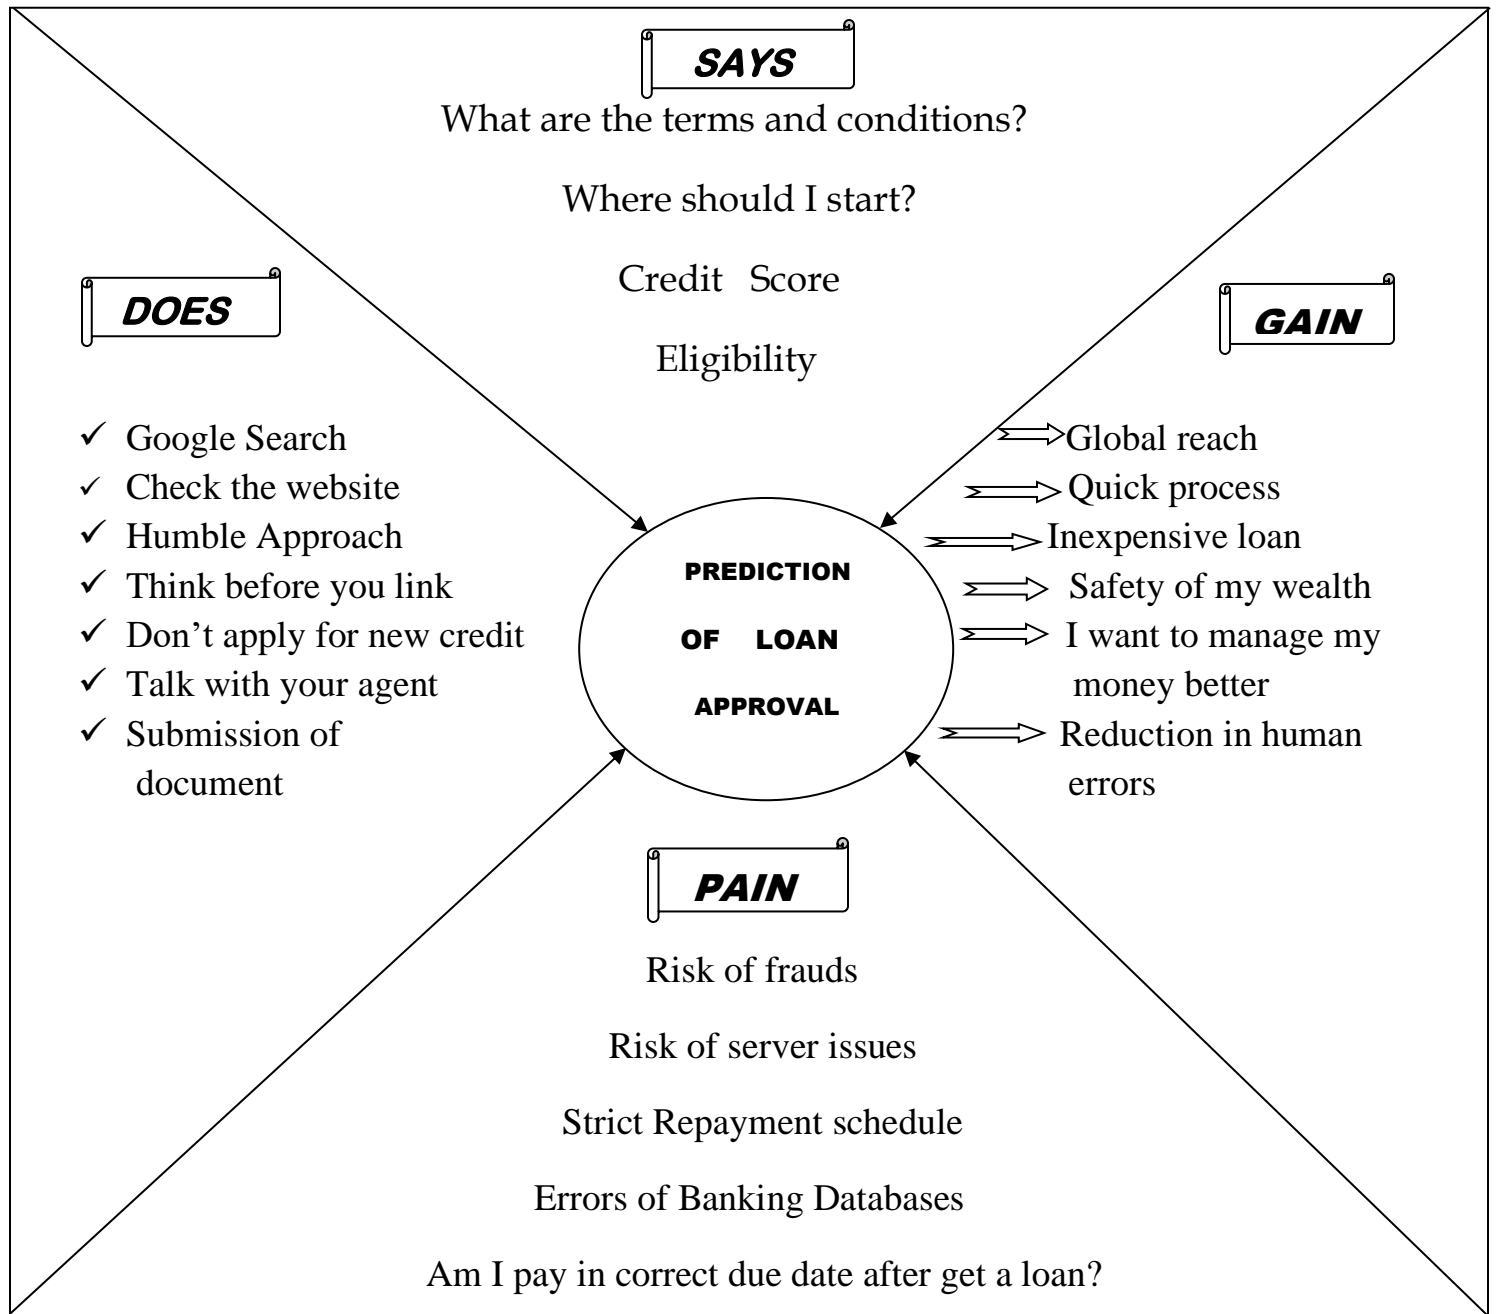 SAYS
What are the terms and conditions?
Where should I start?
Credit Score
Eligibility
DOES
✓ Google Search
✓ Check the website
✓ Humble Approach
✓ Think before you link
✓ Don’t apply for new credit
✓ Talk with your agent
✓ Submission of
document
PREDICTION
OF LOAN
APPROVAL
GAIN
Global reach
Quick process
Inexpensive loan
Safety of my wealth
I want to manage my
money better
Reduction in human
errors
PAIN
Risk of frauds
Risk of server issues
Strict Repayment schedule
Errors of Banking Databases
Am I pay in correct due date after get a loan?